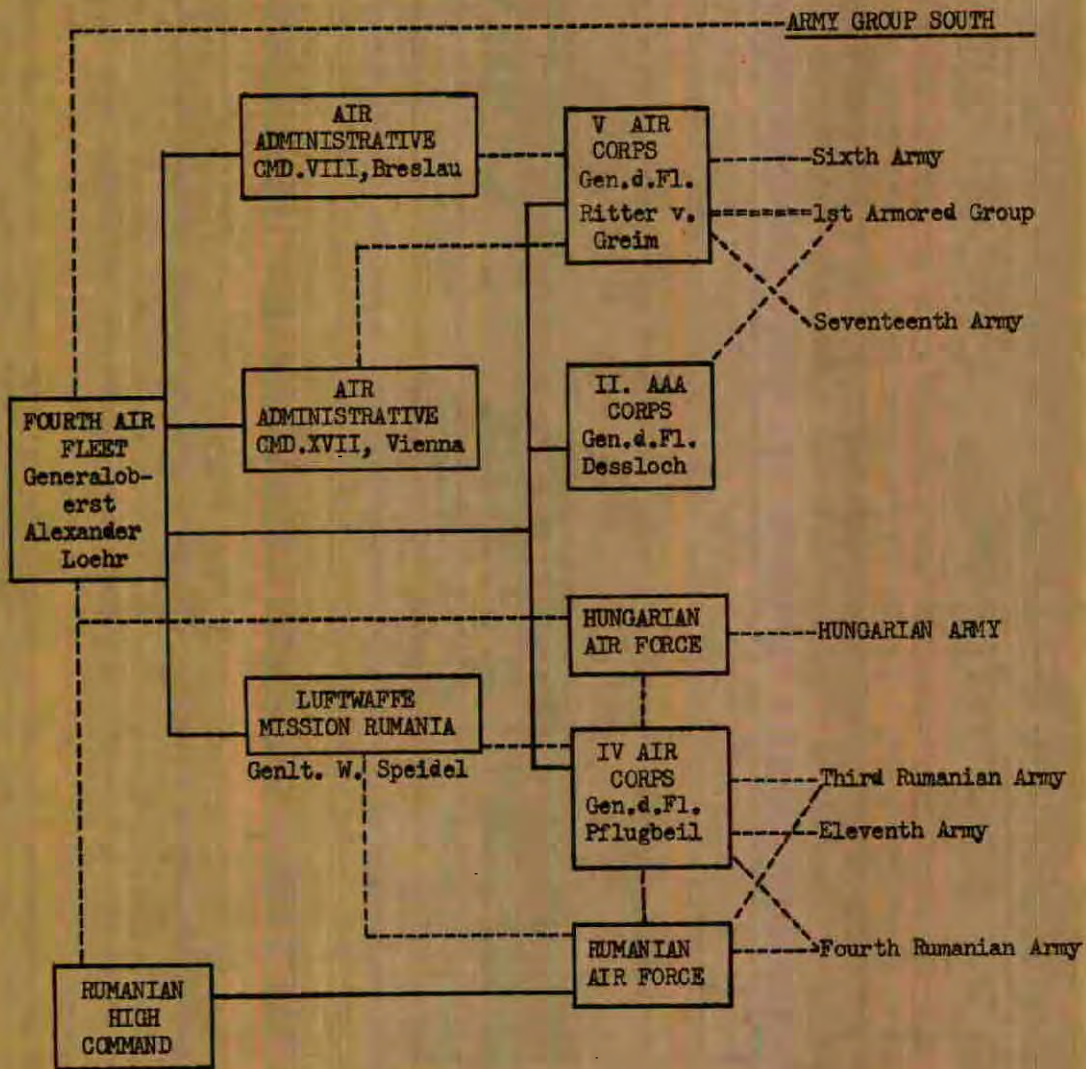 ARMY GROUP SOUTH
AIR
ADMINISTRATIVE
CMD.VIII,Breslau
V AIR
CORPS
Gen.d.Fl.
Ritter v.
Greim
Sixth Army
1st Armored Group
Seventeenth Army
AIR
ADMINISTRATIVE
CMD.XVII, Vienna
II. AAA
CORPS
Gen.d.Fl.
Dessloch
FOURTH AIR
FLEET
Generalob-
erst
Alexander
Loehr
HUNGARIAN
AIR FORCE
HUNGARIAN ARMY
LUFTWAFFE
MISSION RUMANIA
Genlt. W. Speidel
IV AIR
CORPS
Gen.d.Fl.
Pflugbeil
Third Rumanian Army
Eleventh Army
RUMANIAN
AIR FORCE
Fourth Rumanian Army
RUMANIAN
HIGH
COMMAND